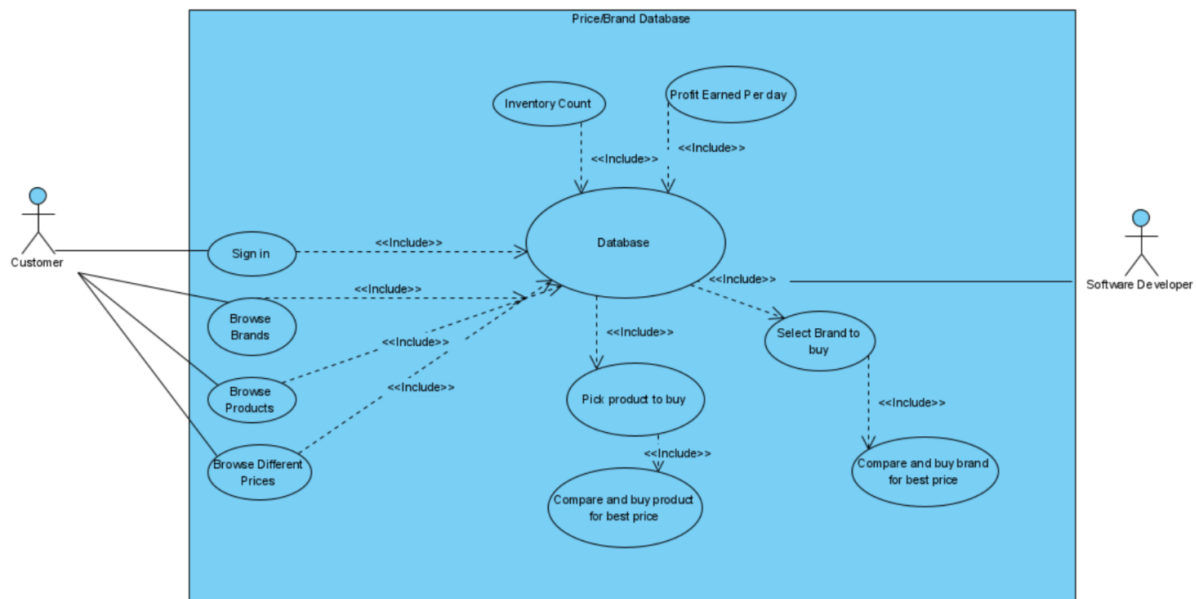 Price/Brand Database
Inventory Count
Profit Earned Per day
<<Include>>
<<Include>>
Customer
Sign in
<<Include>>
Database
Software Developer
<<Include>>
<<Include>>
Browse
Brands
<<Include>>
Select Brand to
buy
<<Include>>
<<Include>>
Browse
Products
Pick product to buy
<<Include>>
<<Include>>
Browse Different
Prices
Compare and buy brand
for best price
Compare and buy product
for best price